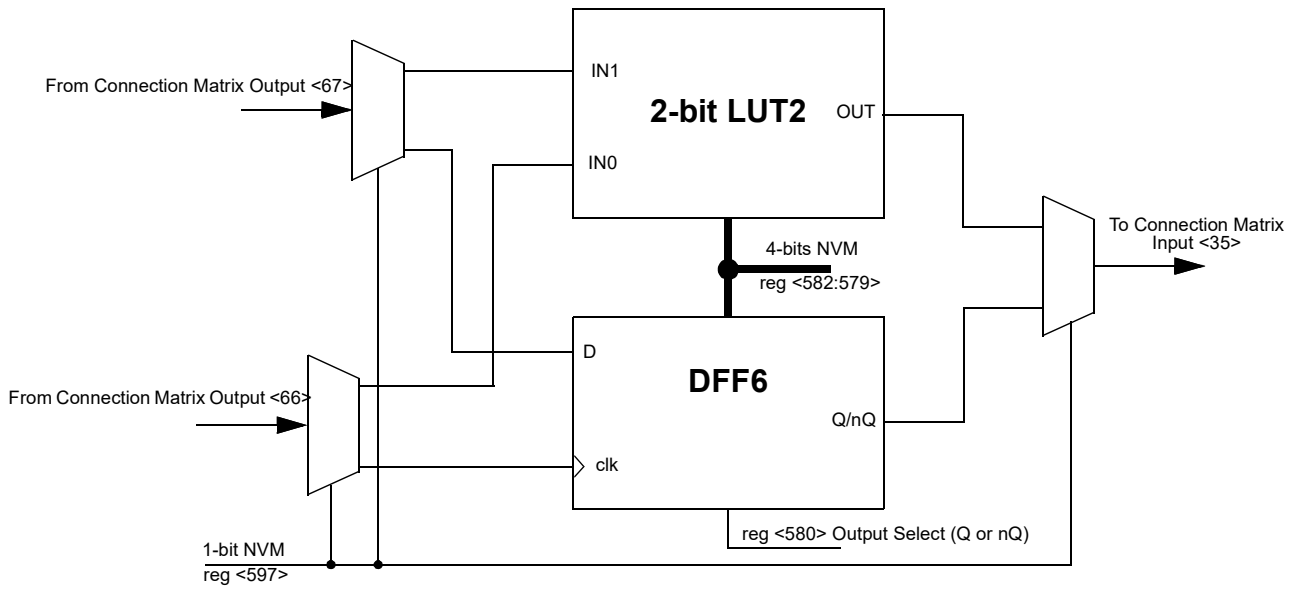 From Connection Matrix Output <67>
IN1
2-bit LUT2
OUT
IN0
To Connection Matrix
Input <35>
4-bits NVM
reg <582:579>
D
DFF6
From Connection Matrix Output <66>
Q/nQ
clk
reg <580> Output Select (Q or nQ)
1-bit NVM
reg <597>